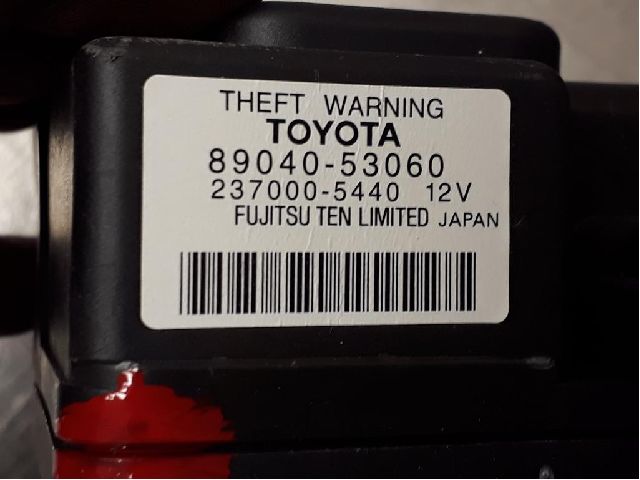 THEFT WARNING
TOYOTA
89040-53060
237000-5440 12V
FUJITSU TEN LIMITED JAPAN